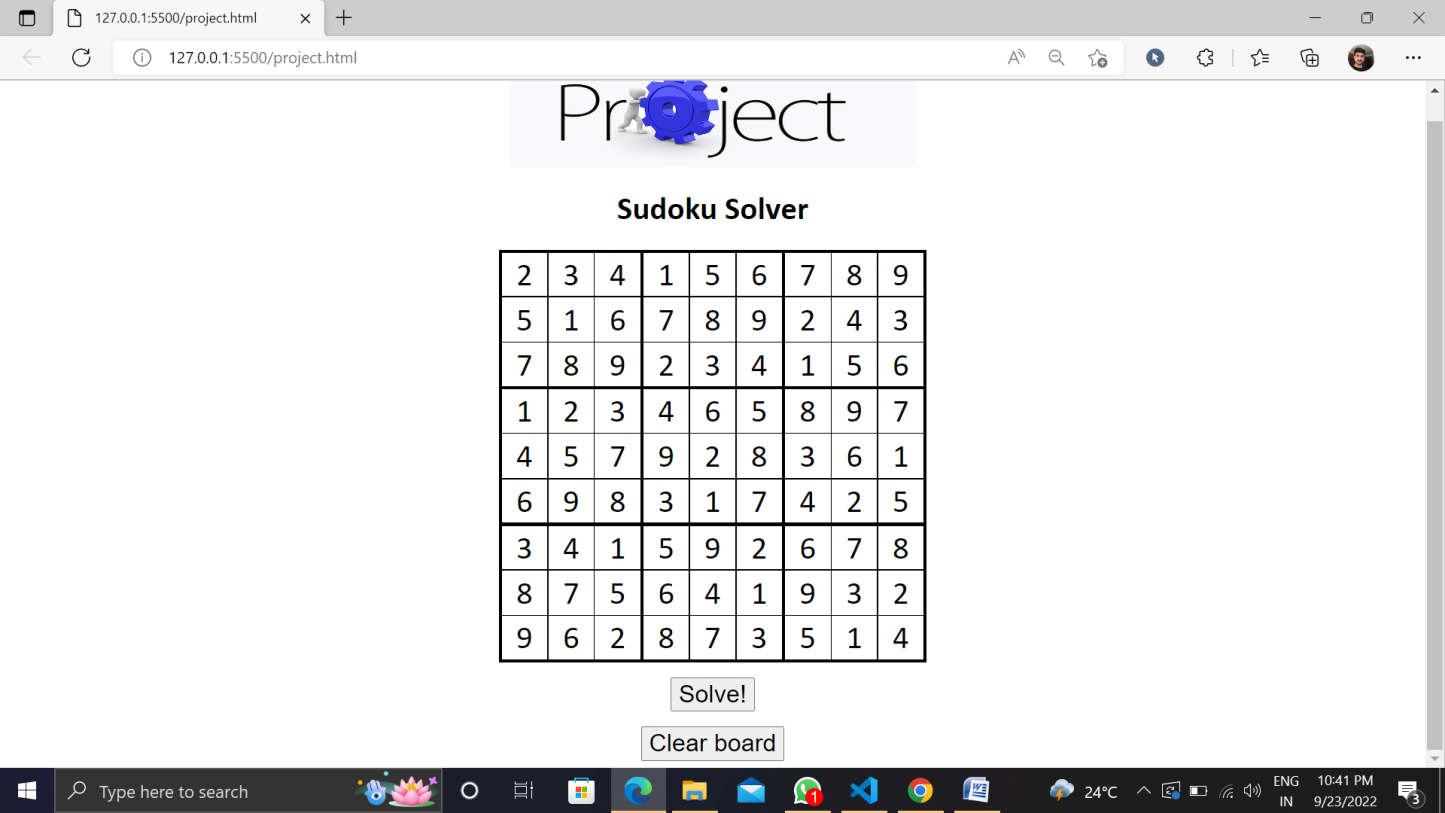 127.0.0.1:5500/project.html
127.0.0.1:5500/project.html
Project
Sudoku Solver
2 3 4 1 5 6 7 8 9
5 1 6 7 8 9 2 4 3
7 8 9 2 3 4 1 5 6
1 2 3 4 6 5 8 9 7
4 5 7 9 2 8 3 6 1
6 9 8 3 1 7 4 2 5
3 4 1 5 9 2 6 7 8
8 7 5 6 4 1 9 3 2
9 6 2 8 7 3 5 1 4
Solve!
Clear board
Type here to search
1
24°C
ENG
IN
10:41 PM
9/23/2022
3